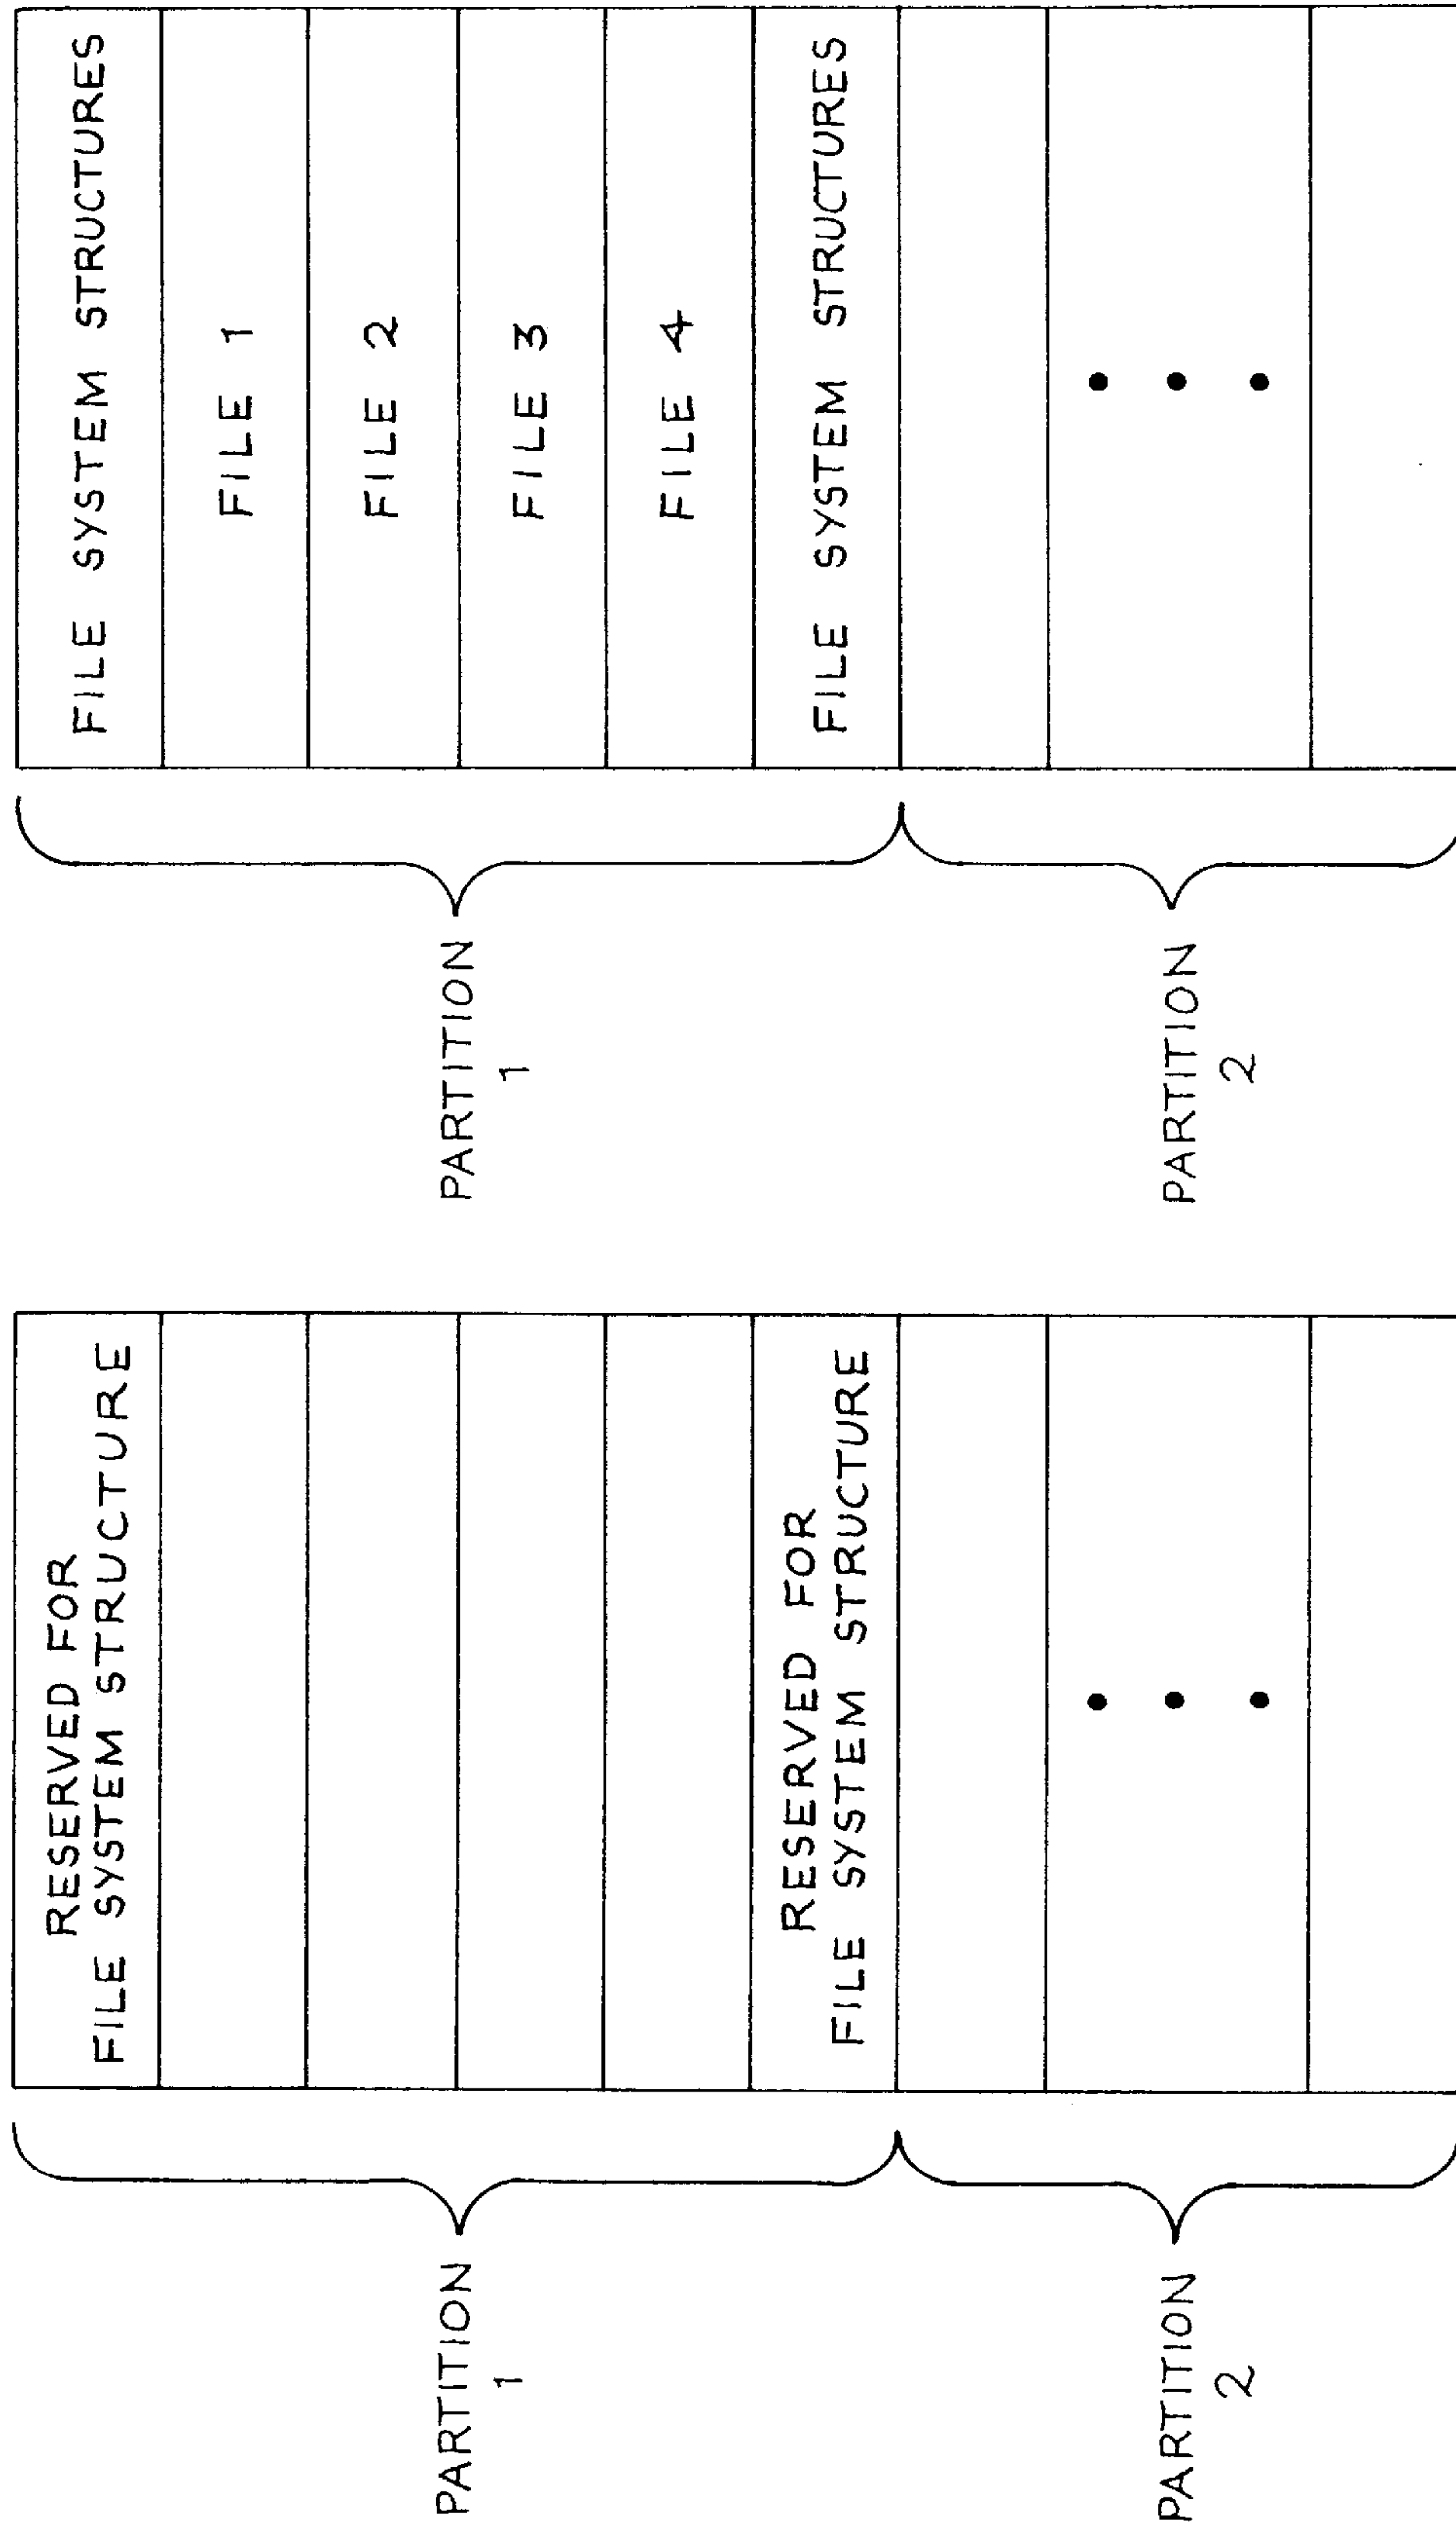 PARTITION
1
RESERVED FOR
FILE SYSTEM STRUCTURE
RESERVED FOR
FILE SYSTEM STRUCTURE
PARTITION
2
PARTITION
1
FILE SYSTEM STRUCTURES
FILE 1
FILE 2
FILE 3
FILE 4
FILE SYSTEM STRUCTURES
PARTITION
2